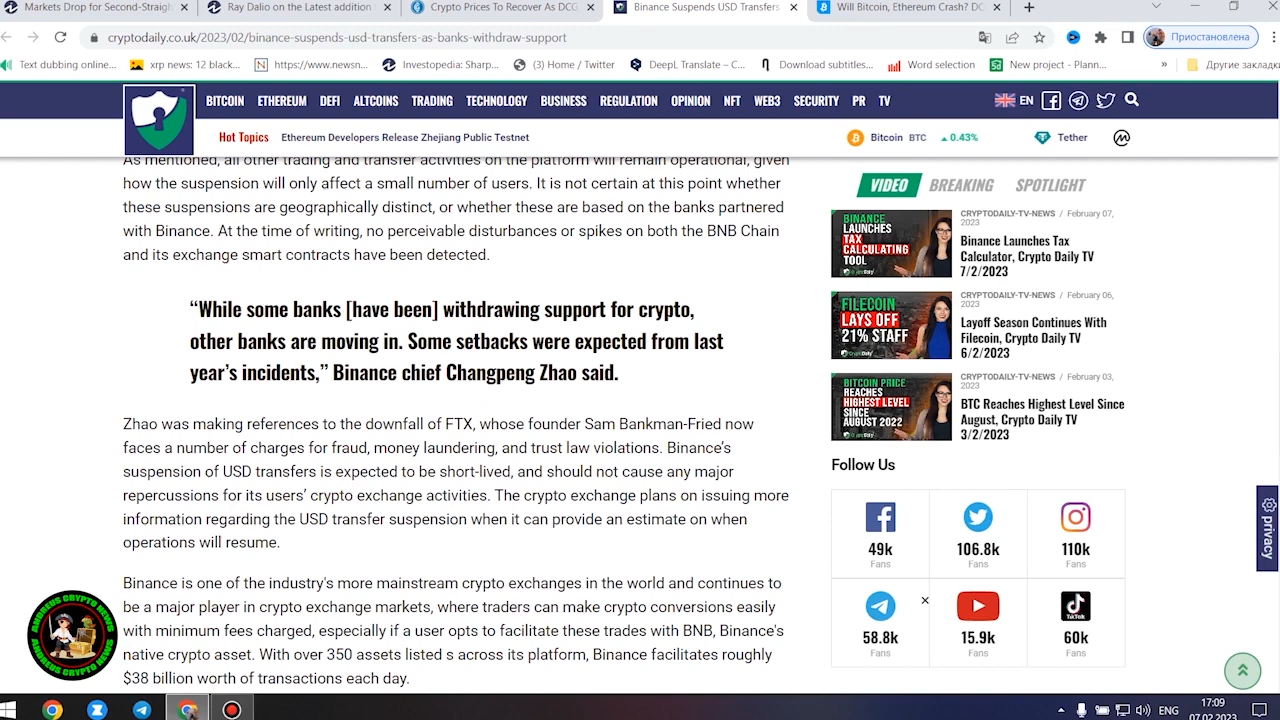 Markets Drop for Second-Straigh
Ray Dalio on the Latest addition
Crypto Prices To Recover As DCG
Binance Suspends USD Transfers
Will Bitcoin, Ethereum Crash? DC
cryptodaily.co.uk/2023/02/binance-suspends-usd-transfers-as-banks-withdraw-support
Приостановлена
Text dubbing online...
xrp news: 12 black...
https://www.newsn...
Investopedia: Sharp...
(3) Home / Twitter
DeepL Translate – C...
Download subtitles...
Word selection
New project - Plann...
»
Другие закладки
BITCOIN ETHEREUM DEFI ALTCOINS TRADING TECHNOLOGY BUSINESS REGULATION OPINION NFT WEB3 SECURITY PR TV
EN
Hot Topics Ethereum Developers Release Zhejiang Public Testnet
Bitcoin BTC 0.43% Tether
As mentioned, all other trading and transfer activities on the platform will remain operational, given
how the suspension will only affect a small number of users. It is not certain at this point whether
these suspensions are geographically distinct, or whether these are based on the banks partnered
with Binance. At the time of writing, no perceivable disturbances or spikes on both the BNB Chain
and its exchange smart contracts have been detected.
“While some banks [have been] withdrawing support for crypto,
other banks are moving in. Some setbacks were expected from last
year’s incidents,” Binance chief Changpeng Zhao said.
Zhao was making references to the downfall of FTX, whose founder Sam Bankman-Fried now
faces a number of charges for fraud, money laundering, and trust law violations. Binance’s
suspension of USD transfers is expected to be short-lived, and should not cause any major
repercussions for its users’ crypto exchange activities. The crypto exchange plans on issuing more
information regarding the USD transfer suspension when it can provide an estimate on when
operations will resume.
Binance is one of the industry's more mainstream crypto exchanges in the world and continues to
be a major player in crypto exchange markets, where traders can make crypto conversions easily
with minimum fees charged, especially if a user opts to facilitate these trades with BNB, Binance's
native crypto asset. With over 350 assets listed s across its platform, Binance facilitates roughly
$38 billion worth of transactions each day.
VIDEO BREAKING SPOTLIGHT
BINANCE
LAUNCHES
TAX
CALCULATING
TOOL
CRYPTODAILY-TV-NEWS / February 07,
2023
Binance Launches Tax
Calculator, Crypto Daily TV
7/2/2023
FILECOIN
LAYS OFF
21% STAFF
CRYPTODAILY-TV-NEWS / February 06,
2023
Layoff Season Continues With
Filecoin, Crypto Daily TV
6/2/2023
BITCOIN PRICE
REACHES
HIGHEST LEVEL
SINCE
AUGUST 2022
CRYPTODAILY-TV-NEWS / February 03,
2023
BTC Reaches Highest Level Since
August, Crypto Daily TV
3/2/2023
Follow Us
49k
Fans
106.8k
Fans
110k
Fans
58.8k
Fans
15.9k
Fans
TikTok
60k
Fans
privacy
ANDREUS CRYPTO NEWS
ANDREUS CRYPTO NEWS
ENG
17:09
07.02.2023